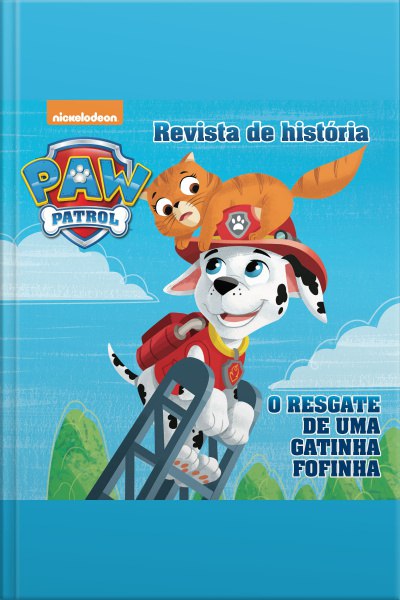 nickelodeon
Revista de história
PAW
PATROL
O RESGATE
DE UMA
GATINHA
FOFINHA